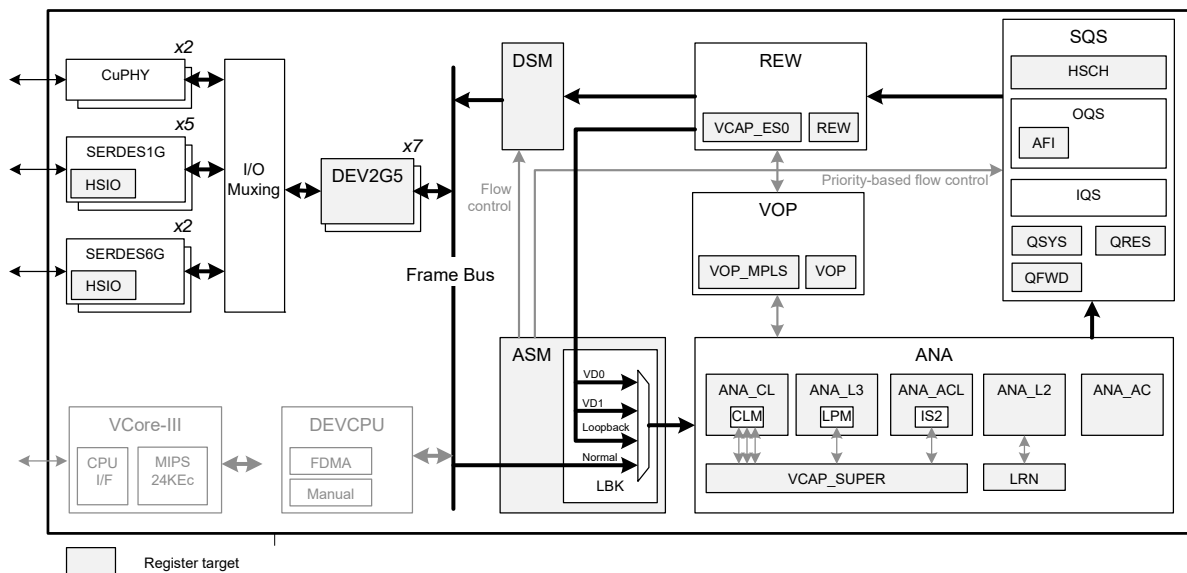 x2
CuPHY
x5
SERDES1G
HSIO
x2
SERDES6G
HSIO
I/O
Muxing
x7
DEV2G5
Frame Bus
DSM
Flow
control
REW
VCAP_ES0
REW
Priority-based flow control
VOP
VOP_MPLS
VOP
SQS
HSCH
OQS
AFI
IQS
QSYS
QRES
QFWD
ASM
VD0
VD1
Loopback
Normal
LBK
ANA
ANA_CL
CLM
ANA_L3
LPM
ANA_ACL
IS2
ANA_L2
ANA_AC
VCAP_SUPER
LRN
VCore-III
CPU
I/F
MIPS
24KEc
DEVCPU
FDMA
Manual
Register target